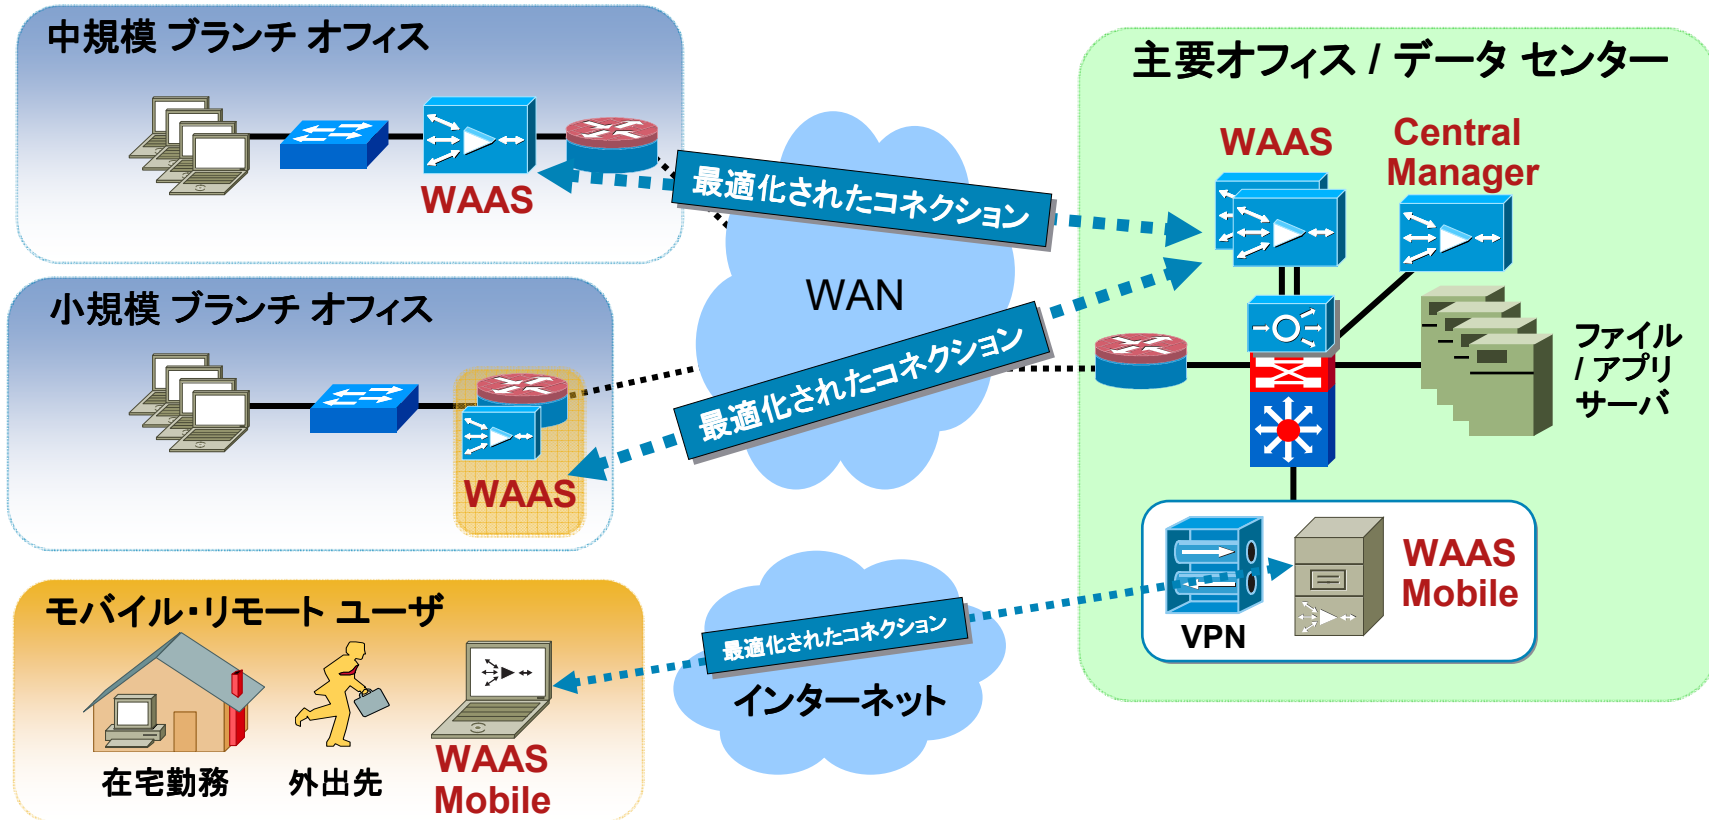 中規模 ブランチ オフィス
WAAS
最適化されたコネクション
WAN
主要オフィス / データ センター
WAAS
Central
Manager
ファイル
/ アプリ
サーバ
小規模 ブランチ オフィス
WAAS
最適化されたコネクション
モバイル・リモート ユーザ
在宅勤務
外出先
WAAS
Mobile
最適化されたコネクション
インターネット
VPN
WAAS
Mobile